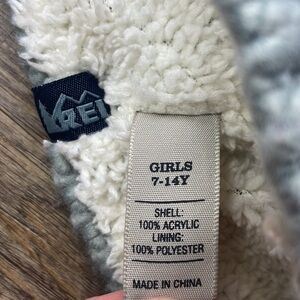 REI
GIRLS
7-14Y
SHELL:
100% ACRYLIC
LINING:
100% POLYESTER
MADE IN CHINA